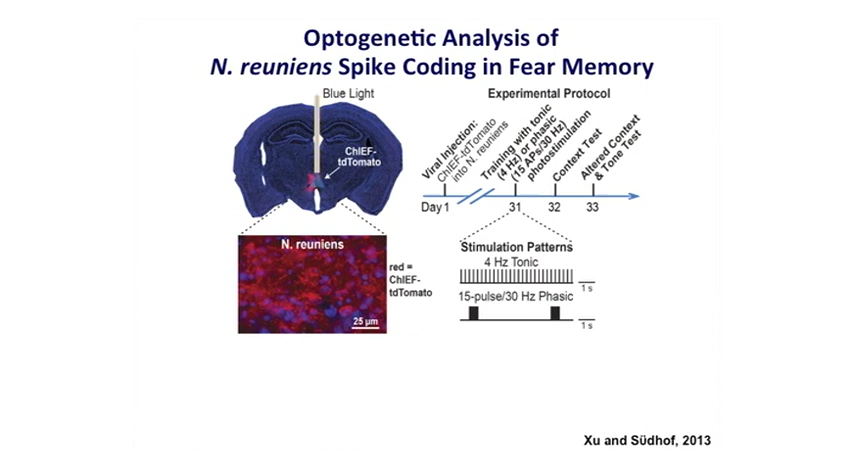 Optogenetic Analysis of
N. reuniens Spike Coding in Fear Memory
Blue Light
ChIEF-
tdTomato
N. reuniens
red =
ChIEF-
tdTomato
25 µm
Experimental Protocol
Viral Injection:
ChIEF-tdTomato
into N. reuniens
Training with tonic
(4 Hz) or phasic
(15 APs/30 Hz)
photostimulation
Context Test
Altered Context
& Tone Test
Day 1
31
32
33
Stimulation Patterns
4 Hz Tonic
1 s
15-pulse/30 Hz Phasic
1 s
Xu and Südhof, 2013